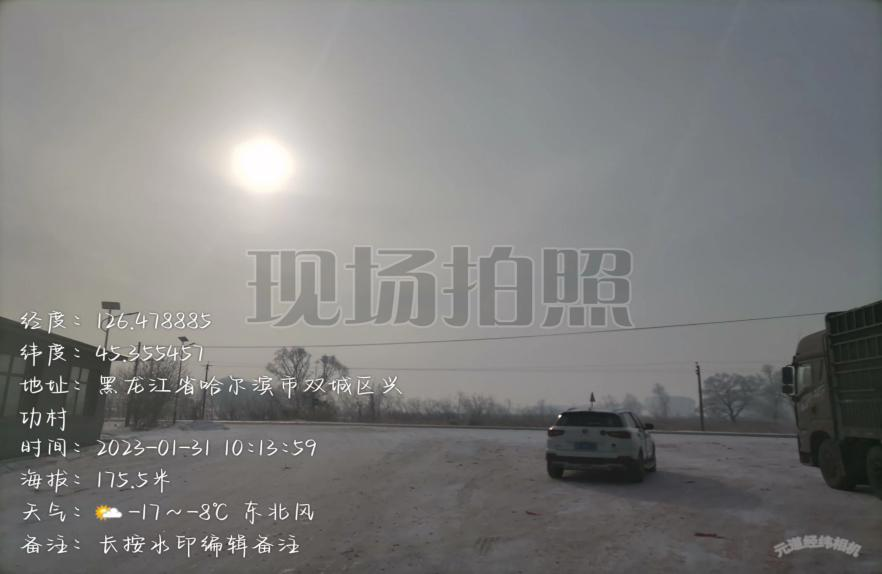 现场拍照
经度: 126.478885
纬度: 45.355457
地址: 黑龙江省哈尔滨市双城区兴
功村
时间: 2023-01-31 10:13:59
海拔: 175.5米
天气: -17~-8℃ 东北风
备注: 长按水印编辑备注
元道经纬相机